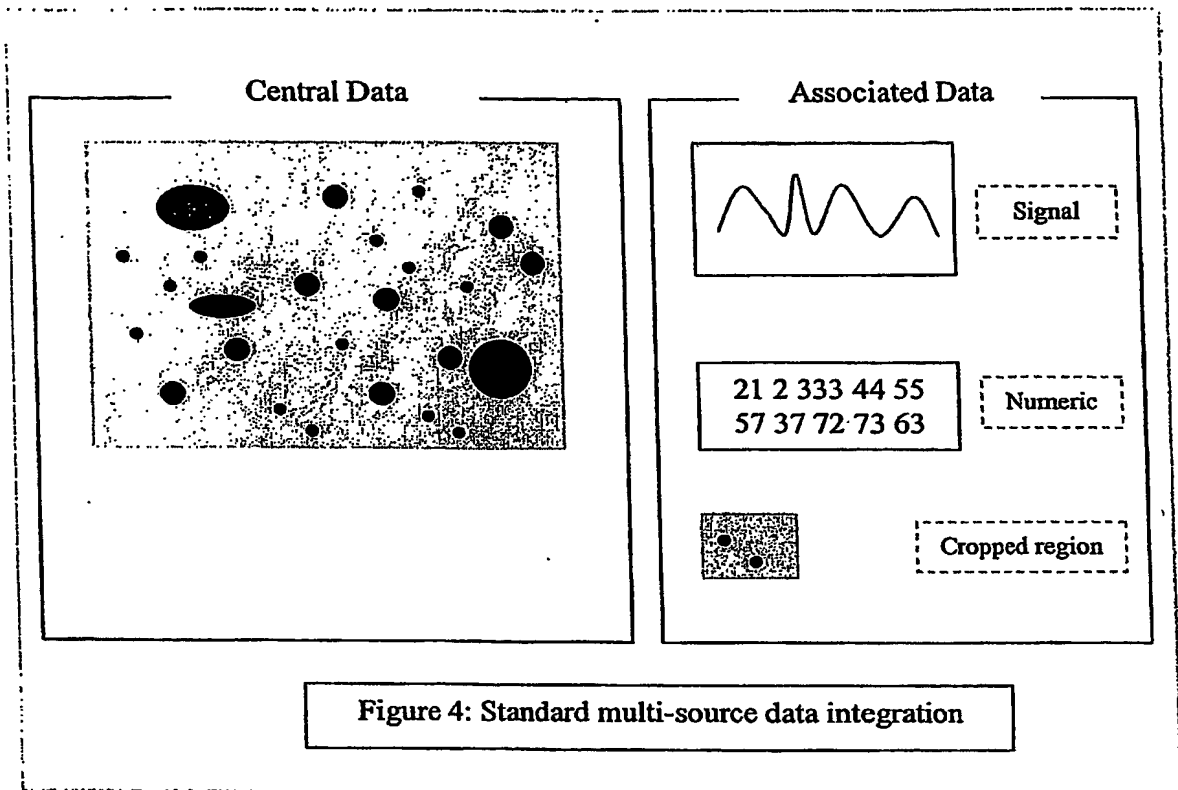 Central Data
Associated Data
Signal
21 2 333 44 55
57 37 72 73 63
Numeric
Cropped region
Figure 4: Standard multi-source data integration